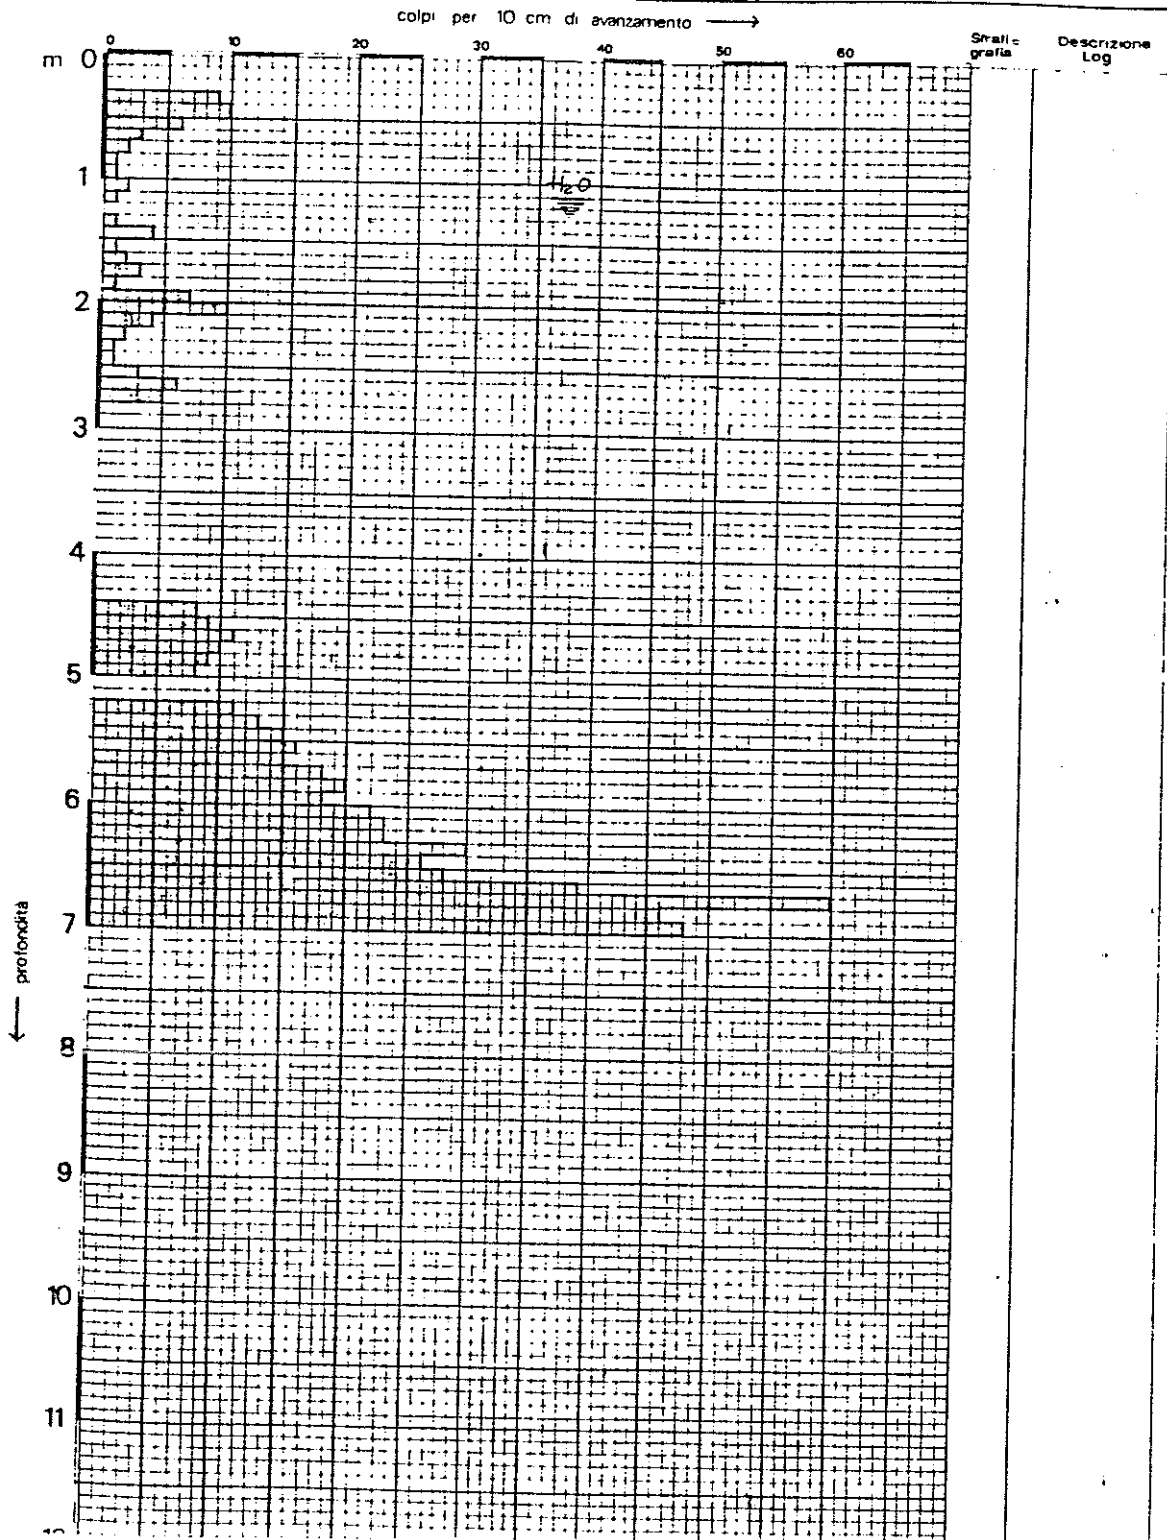 colpi per 10 cm di avanzamento →
Strati=
grafia
Descrizione
Log
0 10 20 30 40 50 60
m 0
1
H₂O
2
3
4
5
6
7
← profondità
8
9
10
11